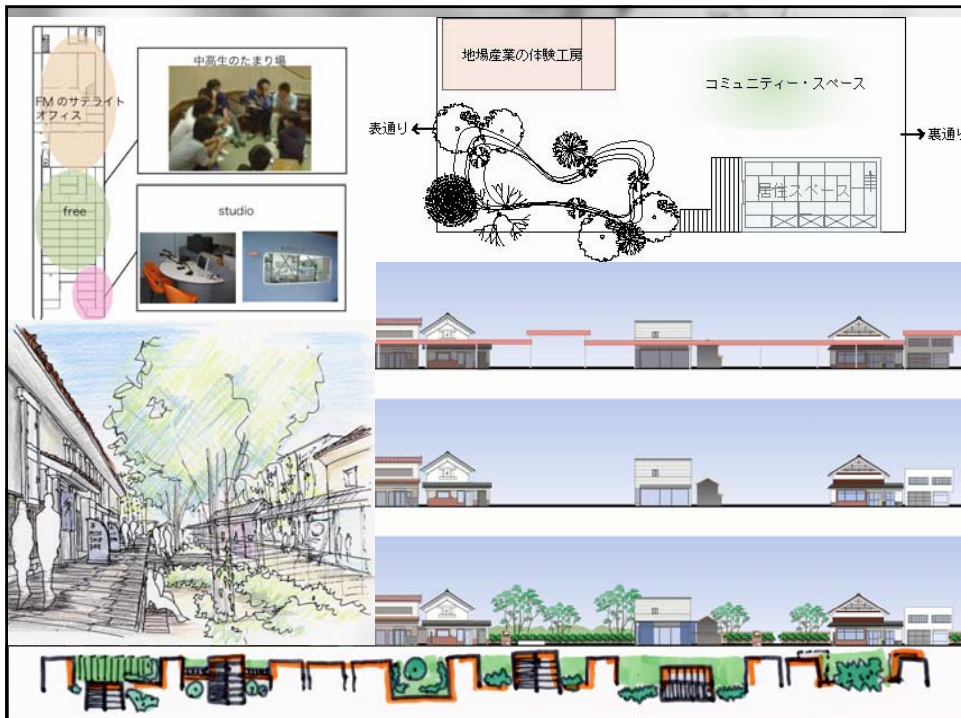 中高生のたまり場
FMのサテライト
オフィス
free
studio
地場産業の体験工房
コミュニティー・スペース
表通り
裏通り
居住スペース